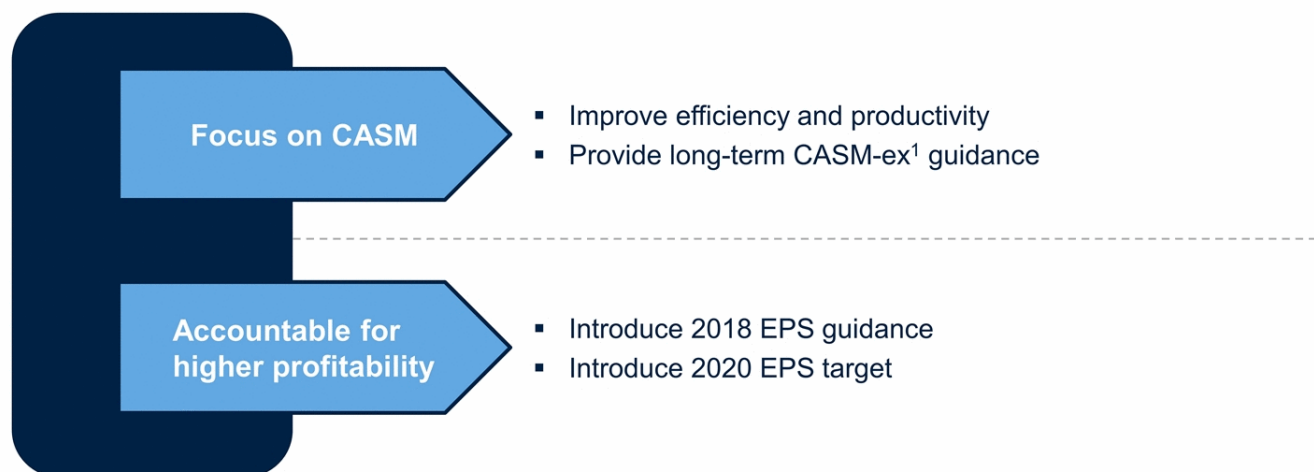 Focus on CASM
▪ Improve efficiency and productivity
▪ Provide long-term CASM-ex¹ guidance
Accountable for
higher profitability
▪ Introduce 2018 EPS guidance
▪ Introduce 2020 EPS target